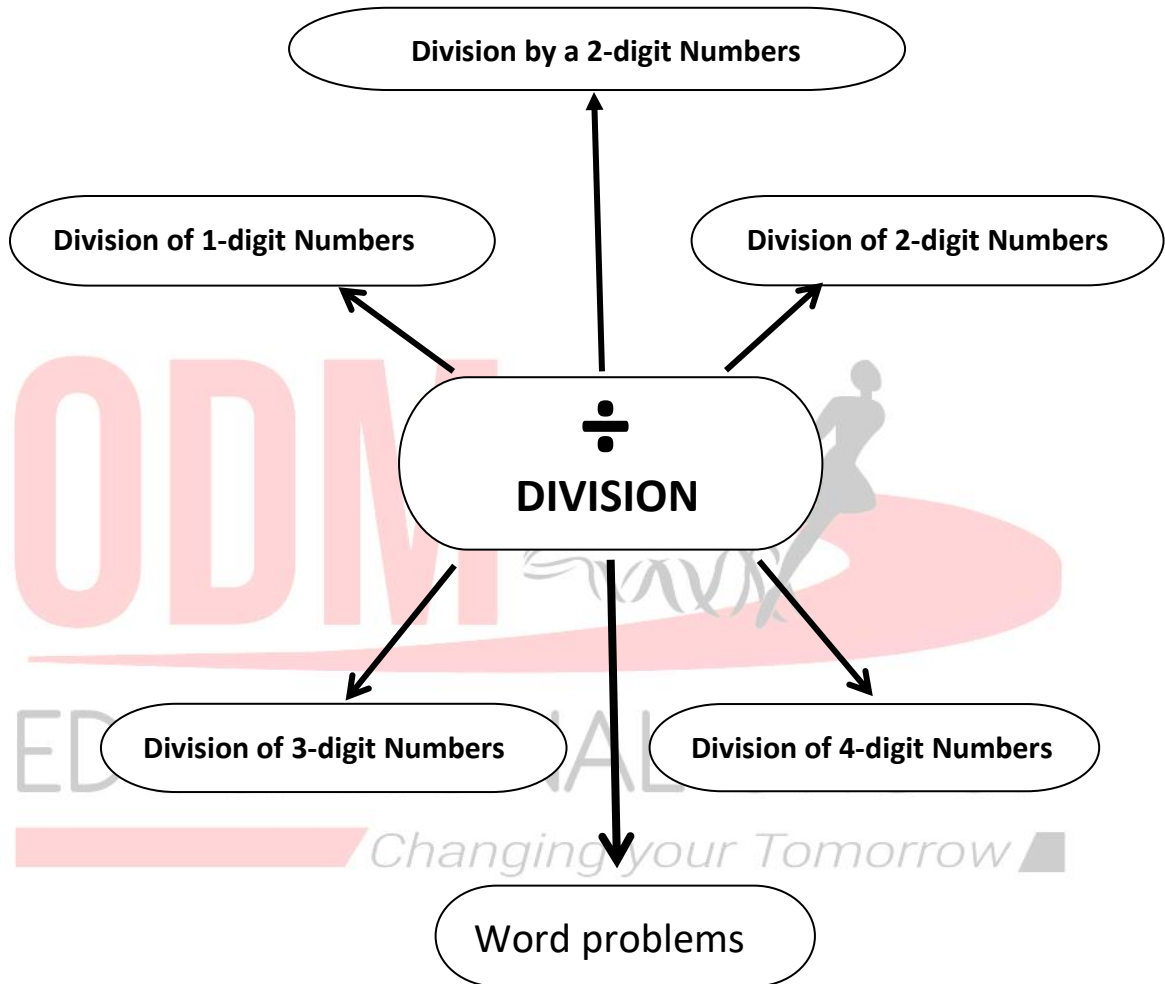 Division by a 2-digit Numbers
Division of 1-digit Numbers
Division of 2-digit Numbers
÷
DIVISION
ODM
Division of 3-digit Numbers
Division of 4-digit Numbers
Changing your Tomorrow
Word problems